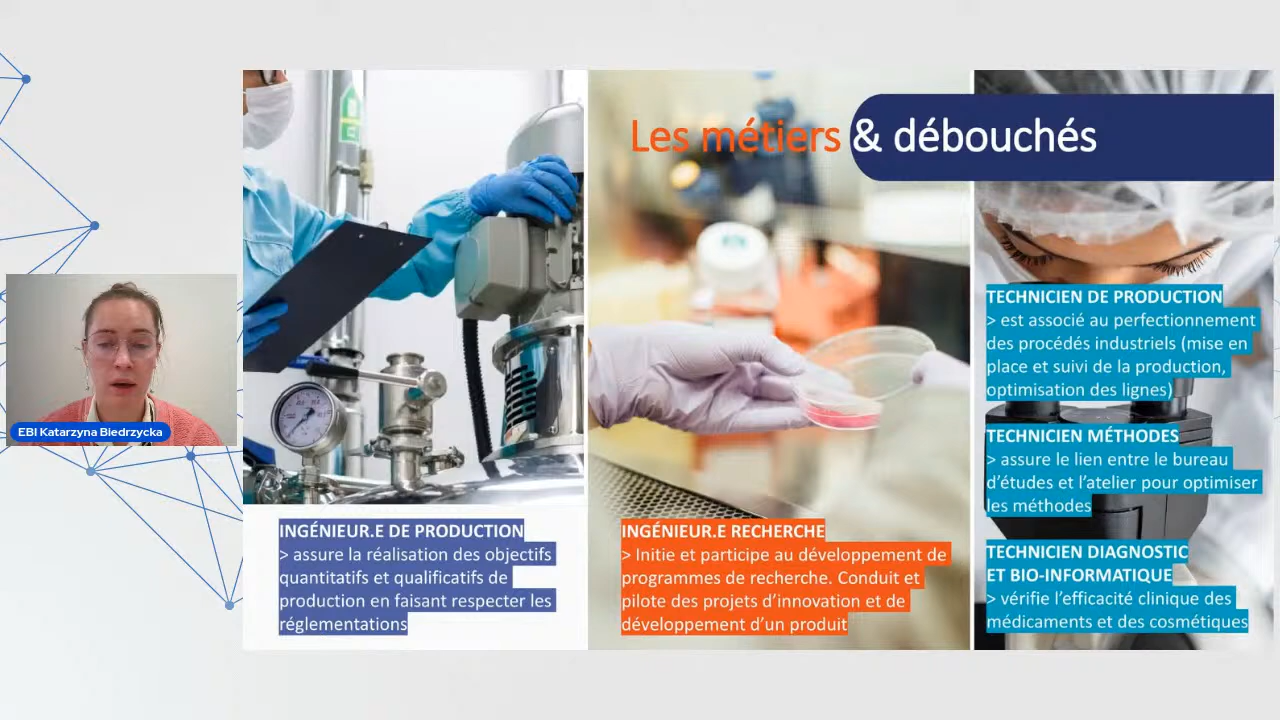 Les métiers & débouchés
EBI Katarzyna Biedrzycka
INGÉNIEUR.E DE PRODUCTION
> assure la réalisation des objectifs
quantitatifs et qualificatifs de
production en faisant respecter les
réglementations
INGÉNIEUR.E RECHERCHE
> Initie et participe au développement de
programmes de recherche. Conduit et
pilote des projets d’innovation et de
développement d’un produit
TECHNICIEN DE PRODUCTION
> est associé au perfectionnement
des procédés industriels (mise en
place et suivi de la production,
optimisation des lignes)
TECHNICIEN MÉTHODES
> assure le lien entre le bureau
d’études et l’atelier pour optimiser
les méthodes
TECHNICIEN DIAGNOSTIC
ET BIO-INFORMATIQUE
> vérifie l’efficacité clinique des
médicaments et des cosmétiques